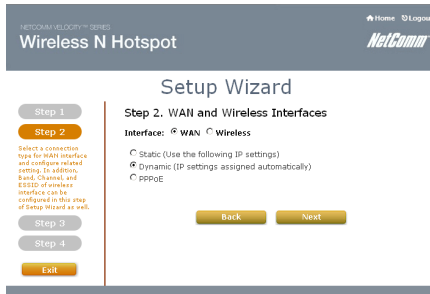 Home Logou
NETCOMM VELOCITY™ SERIES
Wireless N Hotspot
NetComm
Setup Wizard
Step 1
Step 2
Select a connection
type for WAN interface
and configure related
setting. In addition,
Band, Channel, and
ESSID of wireless
interface can be
configured in this step
of Setup Wizard as well.
Step 3
Step 4
Exit
Step 2. WAN and Wireless Interfaces
Interface: WAN Wireless
Static (Use the following IP settings)
Dynamic (IP settings assigned automatically)
PPPoE
Back Next